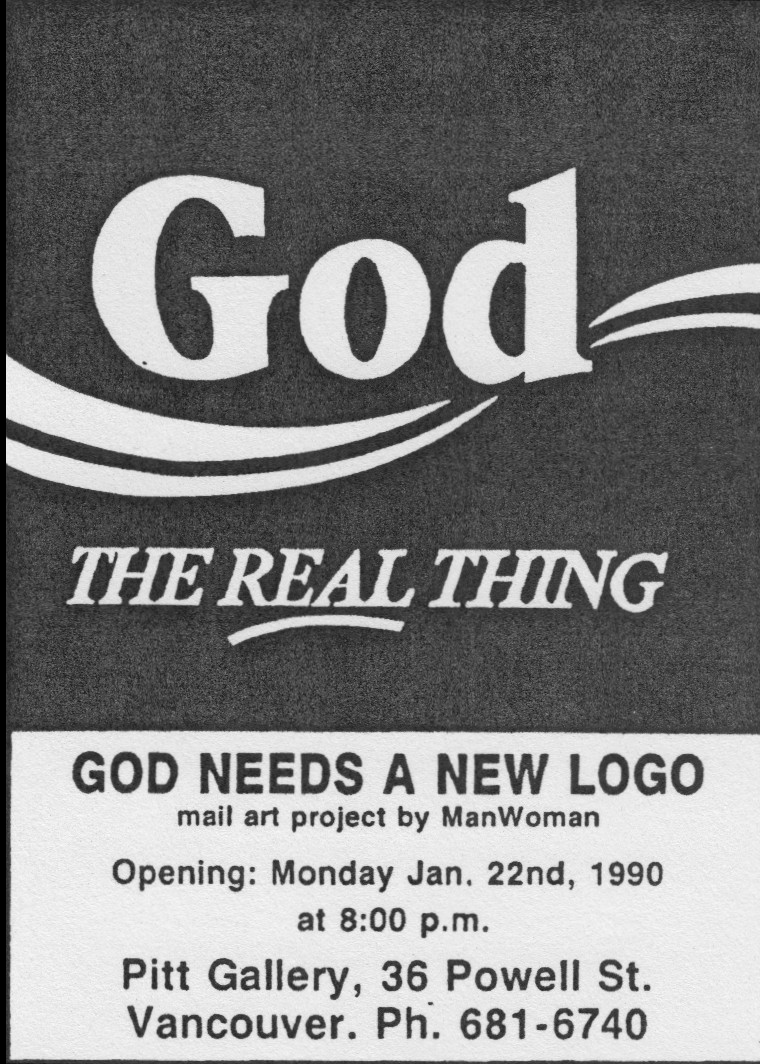 God
THE REAL THING
GOD NEEDS A NEW LOGO
mail art project by ManWoman
Opening: Monday Jan. 22nd, 1990
at 8:00 p.m.
Pitt Gallery, 36 Powell St.
Vancouver. Ph. 681-6740